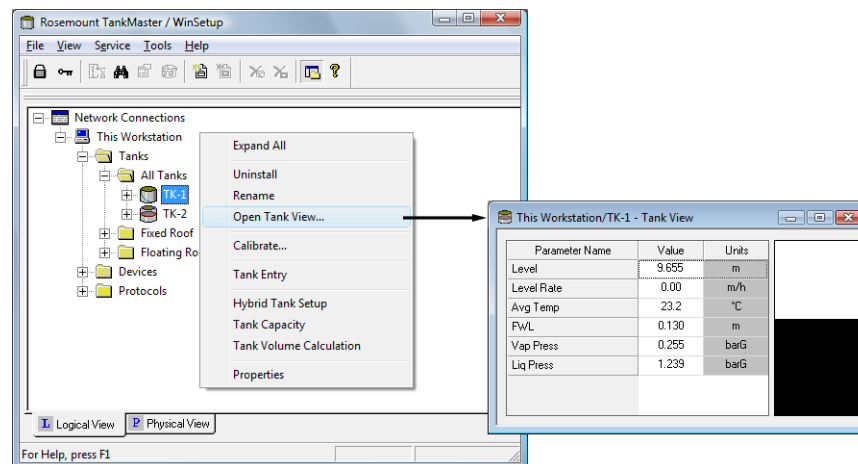 Rosemount TankMaster / WinSetup
File View Service Tools Help
Network Connections
This Workstation
Tanks
All Tanks
TK-1
TK-2
Fixed Roof
Floating Ro
Devices
Protocols
Expand All
Uninstall
Rename
Open Tank View...
Calibrate...
Tank Entry
Hybrid Tank Setup
Tank Capacity
Tank Volume Calculation
Properties
L Logical View P Physical View
For Help, press F1
This Workstation/TK-1 - Tank View
Parameter Name Value Units
Level 9.655 m
Level Rate 0.00 m/h
Avg Temp 23.2 °C
FWL 0.130 m
Vap Press 0.255 barG
Liq Press 1.239 barG